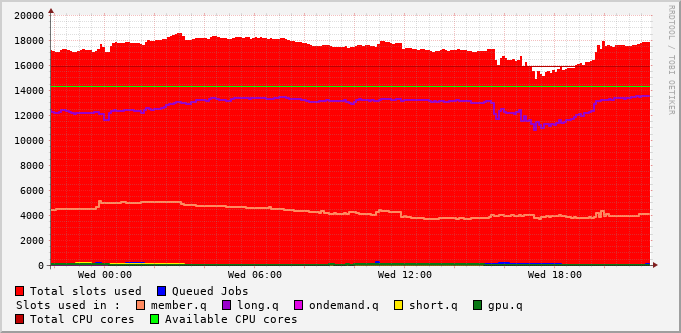 20000
18000
16000
14000
12000
10000
8000
6000
4000
2000
0
Wed 00:00 Wed 06:00 Wed 12:00 Wed 18:00
RRDTOOL / TOBI OETIKER
Total slots used Queued Jobs
Slots used in : member.q long.q ondemand.q short.q gpu.q
Total CPU cores Available CPU cores